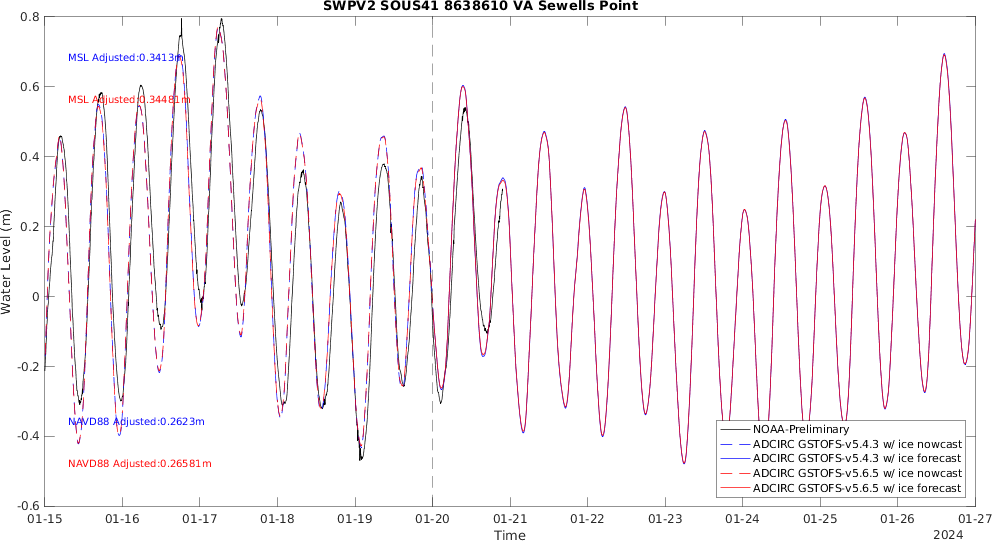 SWPV2 SOUS41 8638610 VA Sewells Point
0.8
0.6
0.4
0.2
0
-0.2
-0.4
-0.6
Water Level (m)
MSL Adjusted:0.3413m
MSL Adjusted:0.34481m
NAVD88 Adjusted:0.2623m
NAVD88 Adjusted:0.26581m
NOAA-Preliminary
ADCIRC GSTOFS-v5.4.3 w/ ice nowcast
ADCIRC GSTOFS-v5.4.3 w/ ice forecast
ADCIRC GSTOFS-v5.6.5 w/ ice nowcast
ADCIRC GSTOFS-v5.6.5 w/ ice forecast
01-15 01-16 01-17 01-18 01-19 01-20 01-21 01-22 01-23 01-24 01-25 01-26 01-27
Time
2024